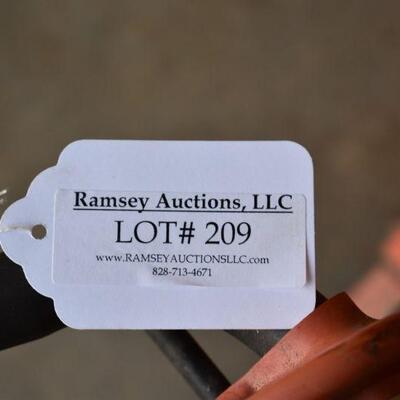 Ramsey Auctions, LLC
LOT# 209
www.RAMSEYAUCTIONSLLC.com
828-713-4671